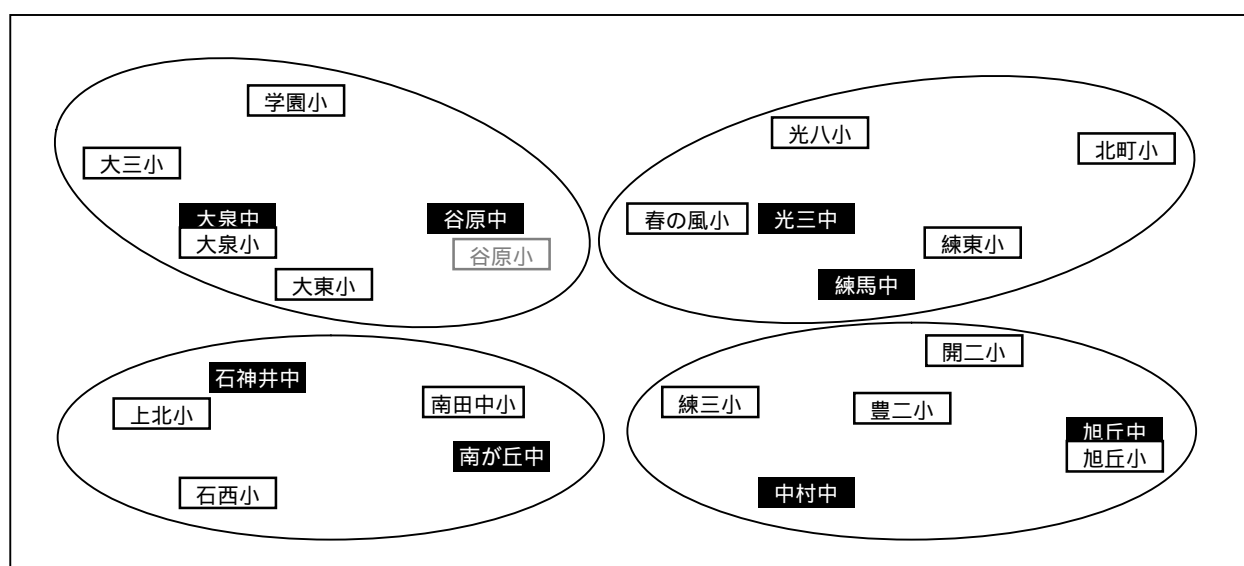 学園小
大三小
大泉中
大泉小
谷原中
谷原小
大東小
光八小
北町小
春の風小
光三中
練東小
練馬中
石神井中
上北小
南田中小
南が丘中
石西小
開二小
練三小
豊二小
旭丘中
旭丘小
中村中